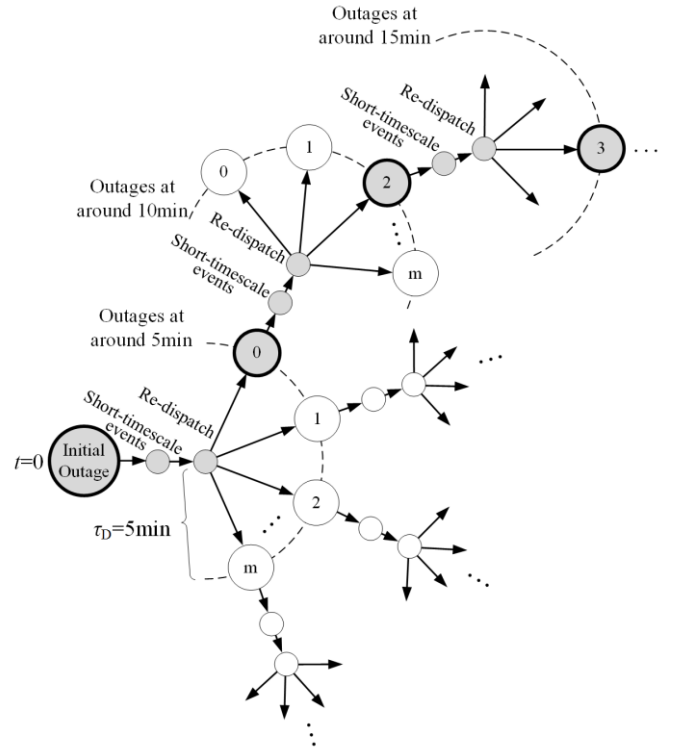 Outages at
around 15min
Re-dispatch
Short-timescale
events
3
...
1
0
2
Outages at
around 10min
Re-dispatch
...
m
Short-timescale
events
Outages at
around 5min
0
...
Re-dispatch
1
Short-timescale
events
Initial
Outage
t=0
2
τD=5min
...
m
...
...